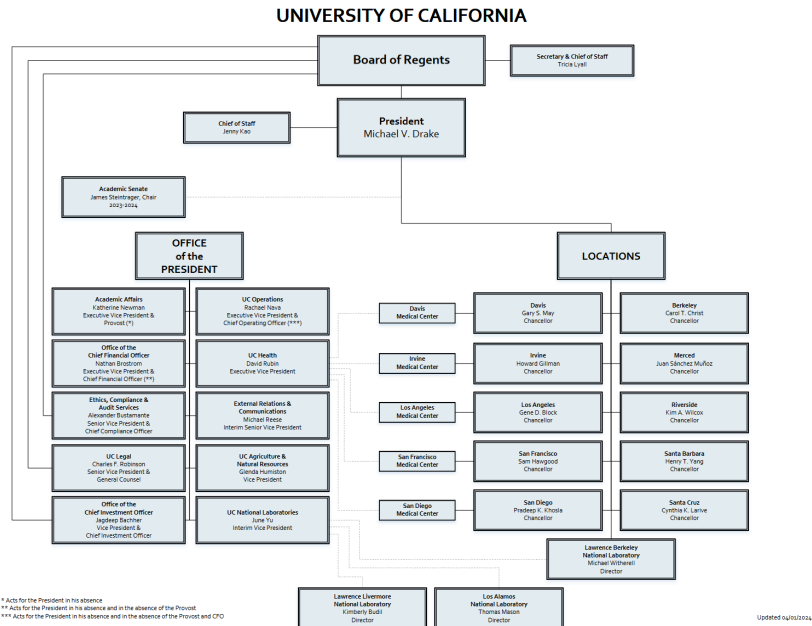 UNIVERSITY OF CALIFORNIA
Board of Regents
Secretary & Chief of Staff
Tricia Lyall
President
Michael V. Drake
Chief of Staff
Jenny Kao
Academic Senate
James Steintrager, Chair
2023-2024
OFFICE
of the
PRESIDENT
LOCATIONS
Academic Affairs
Katherine Newman
Executive Vice President &
Provost (*)
UC Operations
Rachael Nava
Executive Vice President &
Chief Operating Officer (***)
Office of the
Chief Financial Officer
Nathan Brostrom
Executive Vice President &
Chief Financial Officer (**)
UC Health
David Rubin
Executive Vice President
Ethics, Compliance &
Audit Services
Alexander Bustamante
Senior Vice President &
Chief Compliance Officer
External Relations &
Communications
Michael Reese
Interim Senior Vice President
UC Legal
Charles F. Robinson
Senior Vice President &
General Counsel
UC Agriculture &
Natural Resources
Glenda Humiston
Vice President
Office of the
Chief Investment Officer
Jagdeep Bachher
Vice President &
Chief Investment Officer
UC National Laboratories
June Yu
Interim Vice President
Davis
Medical Center
Davis
Gary S. May
Chancellor
Berkeley
Carol T. Christ
Chancellor
Irvine
Medical Center
Irvine
Howard Gillman
Chancellor
Merced
Juan Sánchez Muñoz
Chancellor
Los Angeles
Medical Center
Los Angeles
Gene D. Block
Chancellor
Riverside
Kim A. Wilcox
Chancellor
San Francisco
Medical Center
San Francisco
Sam Hawgood
Chancellor
Santa Barbara
Henry T. Yang
Chancellor
San Diego
Medical Center
San Diego
Pradeep K. Khosla
Chancellor
Santa Cruz
Cynthia K. Larive
Chancellor
Lawrence Berkeley
National Laboratory
Michael Witherell
Director
Lawrence Livermore
National Laboratory
Kimberly Budil
Director
Los Alamos
National Laboratory
Thomas Mason
Director
* Acts for the President in his absence
** Acts for the President in his absence and in the absence of the Provost
*** Acts for the President in his absence and in the absence of the Provost and CFO
Updated 04/01/2024